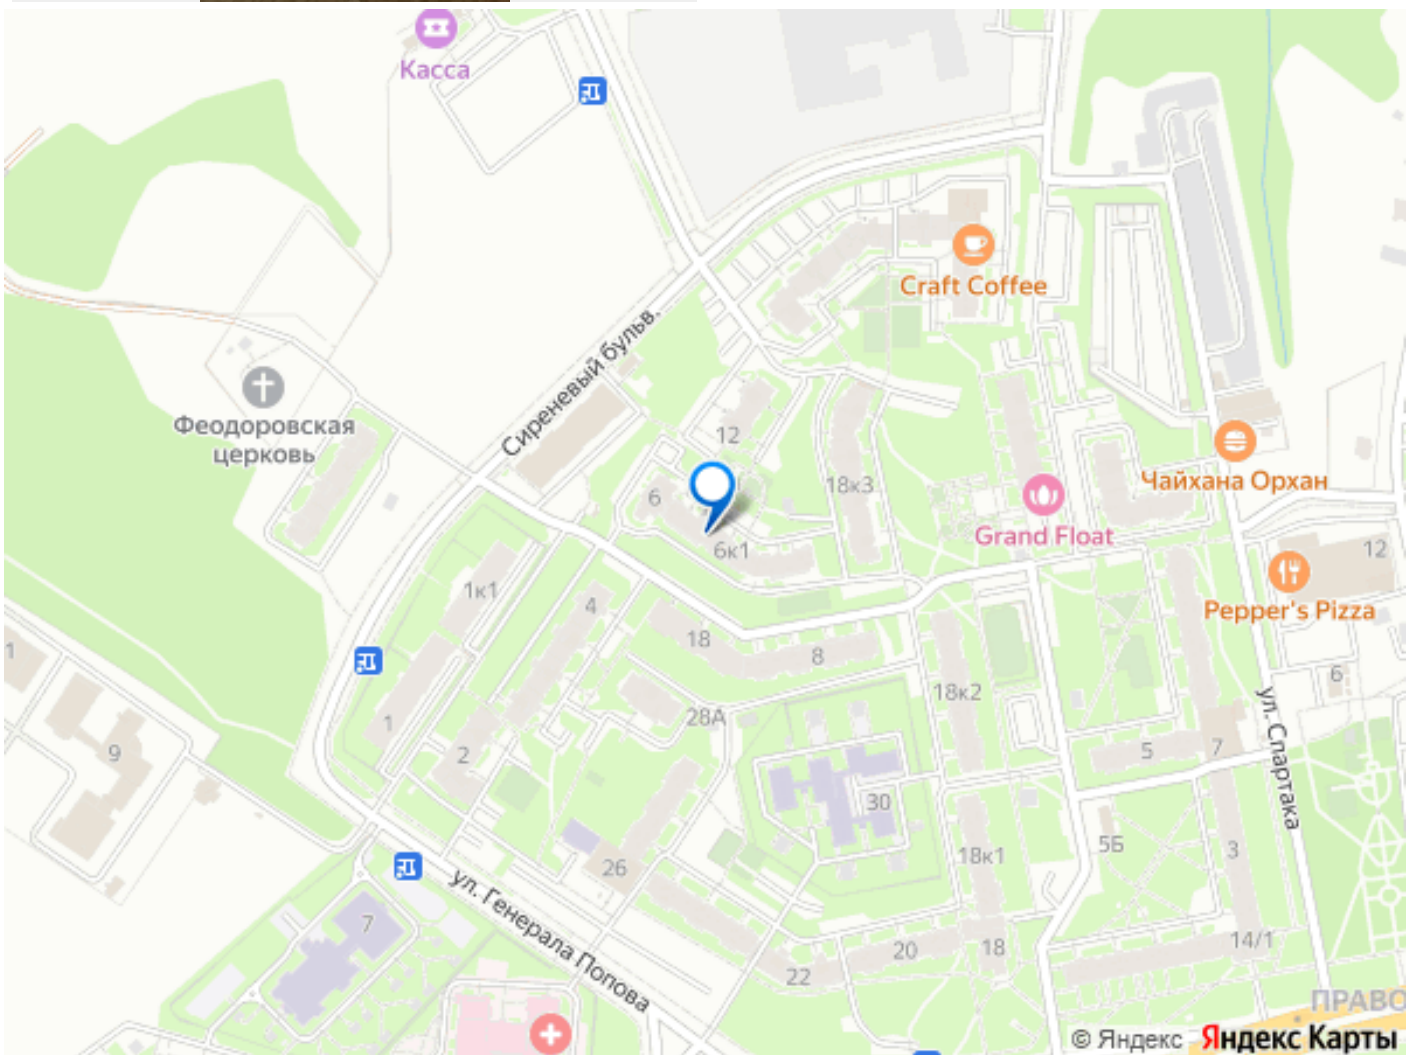 Касса
Craft Coffee
Сиреневый бульв.
Феодоровская
церковь
12
18к3
Чайхана Орхан
6
Grand Float
6к1
12
1к1
4
Pepper's Pizza
18
8
6
1
18к2
28А
1
ул. Спартака
9
2
5
7
30
5Б
18к1
3
26
ул. Генерала Попова
7
14/1
20
18
22
ПРАВО
© Яндекс Яндекс Карты